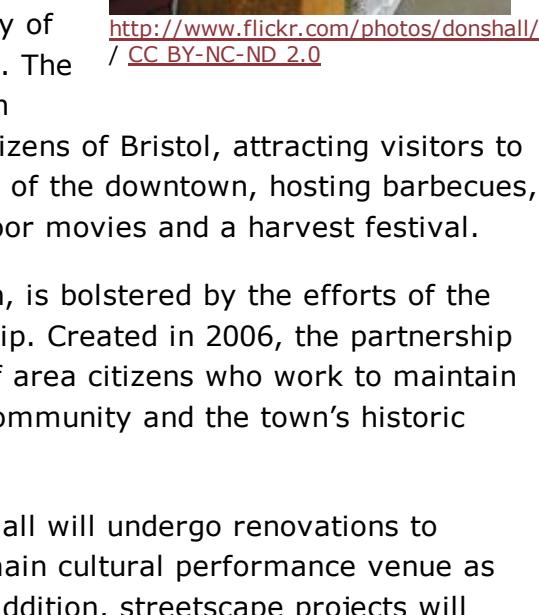 y of
http://www.flickr.com/photos/donshall/
/ CC BY-NC-ND 2.0
. The
n
izens of Bristol, attracting visitors to
of the downtown, hosting barbecues,
oor movies and a harvest festival.
n, is bolstered by the efforts of the
ip. Created in 2006, the partnership
f area citizens who work to maintain
ommunity and the town's historic
all will undergo renovations to
nain cultural performance venue as
ddition, streetscape projects will